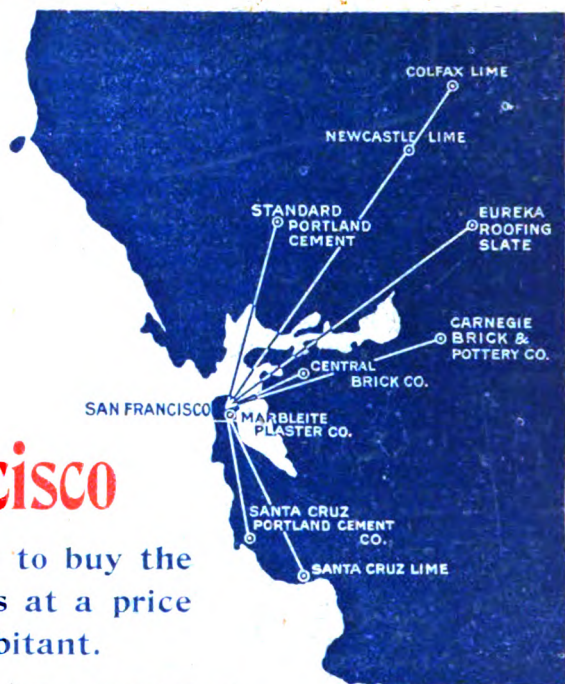 COLFAX LIME
NEWCASTLE LIME
STANDARD
PORTLAND
CEMENT
EUREKA
ROOFING
SLATE
CARNEGIE
BRICK &
POTTERY CO.
CENTRAL
BRICK CO.
SAN FRANCISCO
MARBLEITE
PLASTER CO.
cisco
SANTA CRUZ
PORTLAND CEMENT
CO.
to buy the
s at a price
bitant.
SANTA CRUZ LIME